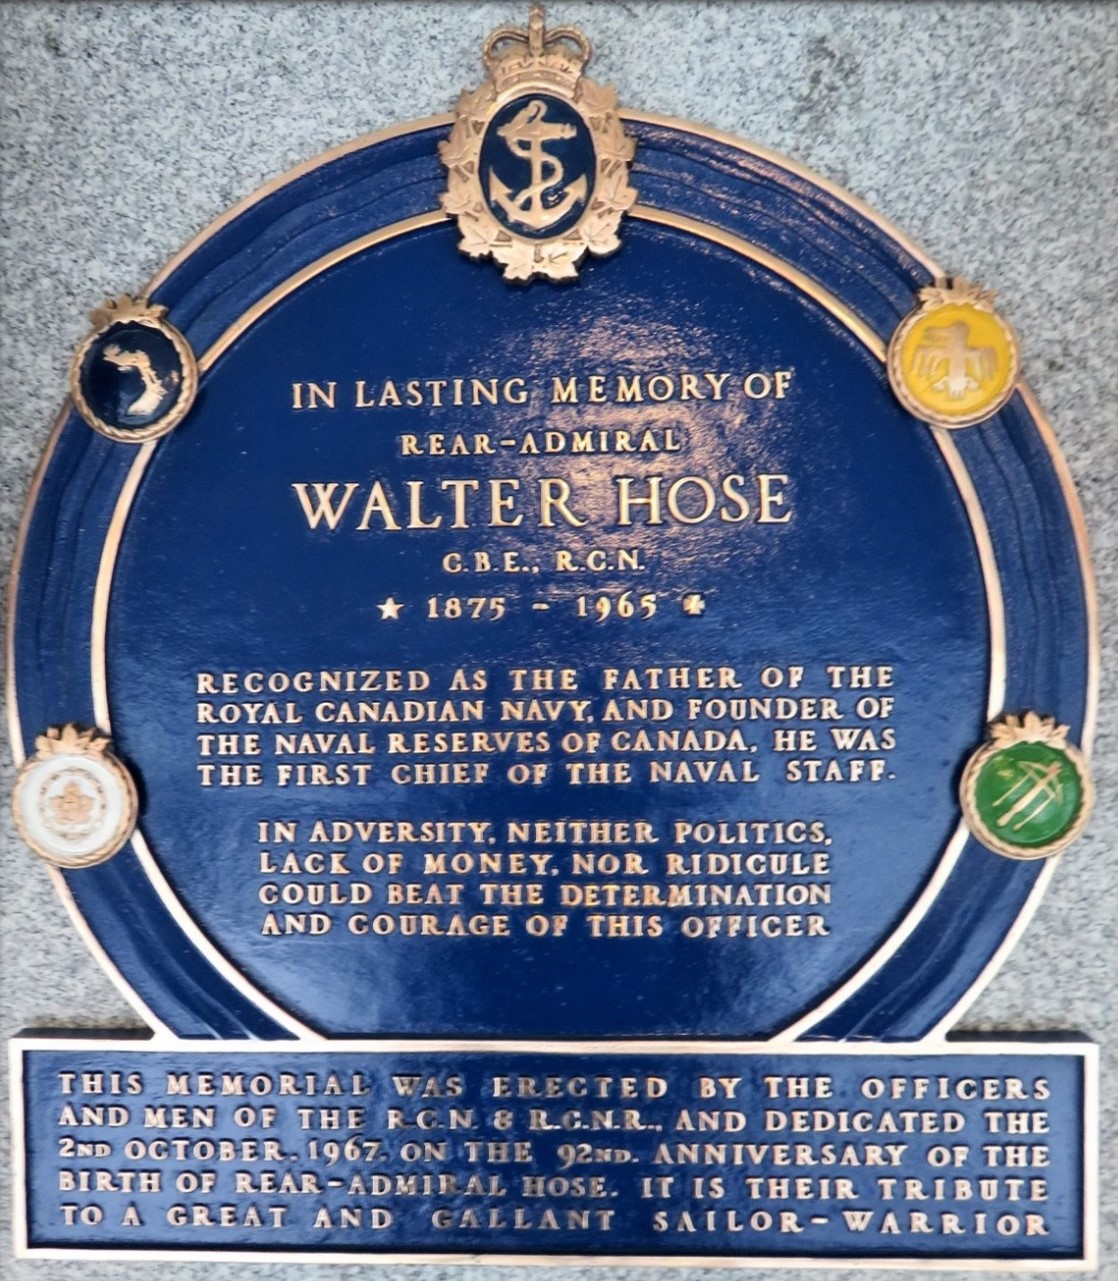 IN LASTING MEMORY OF
REAR-ADMIRAL
WALTER HOSE
C.B.E., R.C.N.
★ 1875 - 1965 ✠
RECOGNIZED AS THE FATHER OF THE
ROYAL CANADIAN NAVY, AND FOUNDER OF
THE NAVAL RESERVES OF CANADA, HE WAS
THE FIRST CHIEF OF THE NAVAL STAFF.
IN ADVERSITY, NEITHER POLITICS,
LACK OF MONEY, NOR RIDICULE
COULD BEAT THE DETERMINATION
AND COURAGE OF THIS OFFICER
THIS MEMORIAL WAS ERECTED BY THE OFFICERS
AND MEN OF THE R.C.N. & R.C.N.R., AND DEDICATED THE
2ND OCTOBER, 1967, ON THE 92ND. ANNIVERSARY OF THE
BIRTH OF REAR-ADMIRAL HOSE. IT IS THEIR TRIBUTE
TO A GREAT AND GALLANT SAILOR-WARRIOR